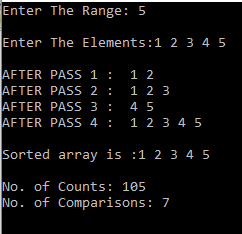 Enter The Range: 5
Enter The Elements:1 2 3 4 5
AFTER PASS 1 :  1 2
AFTER PASS 2 :  1 2 3
AFTER PASS 3 :  4 5
AFTER PASS 4 :  1 2 3 4 5
Sorted array is :1 2 3 4 5
No. of Counts: 105
No. of Comparisons: 7